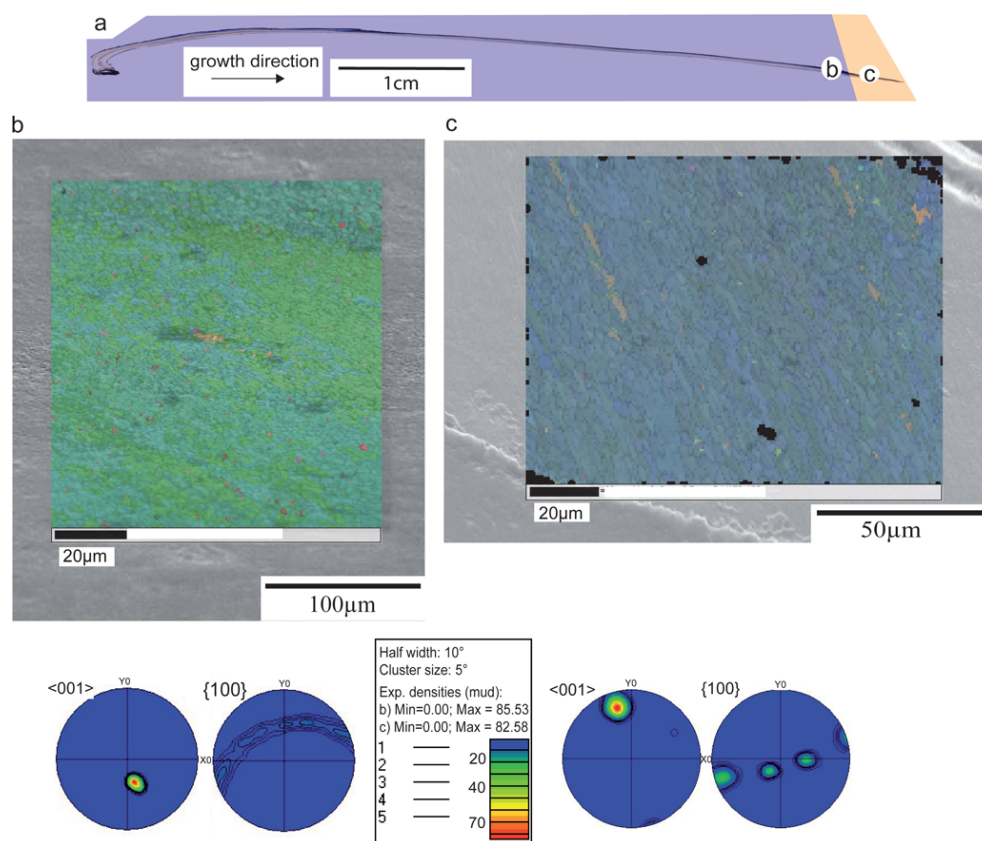 a
growth direction
1cm
b
c
b
c
20µm
100µm
20µm
50µm
<001>
Y0
{100}
Y0
X0
Half width: 10°
Cluster size: 5°
Exp. densities (mud):
b) Min=0.00; Max = 85.53
c) Min=0.00; Max = 82.58
1
2
3
4
5
20
40
70
<001>
Y0
{100}
Y0
X0